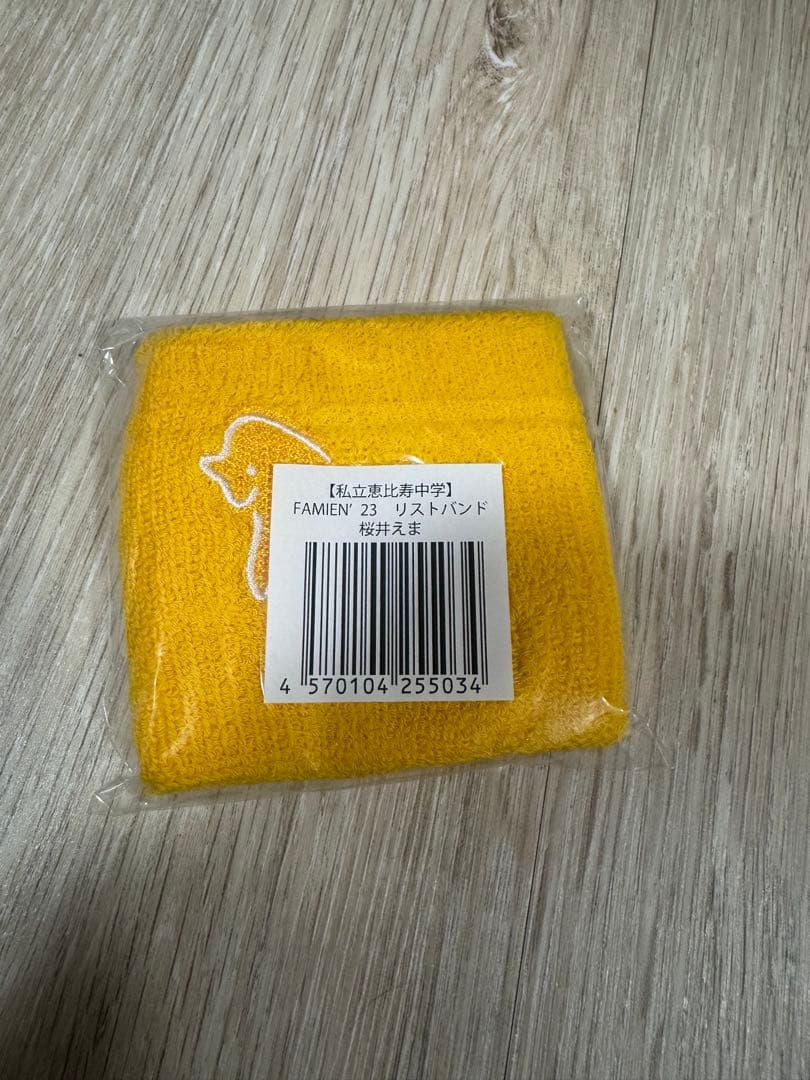 【私立恵比寿中学】
FAMIEN’23 リストバンド
桜井えま
4 570104 255034